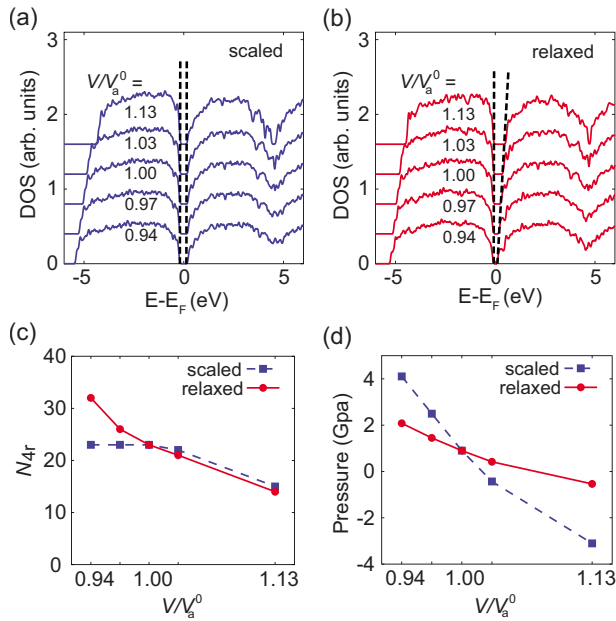 (a)
scaled
V/Vₐ⁰ =
1.13
1.03
1.00
0.97
0.94
3
2
1
0
DOS (arb. units)
-5
0
5
E-E_F (eV)
(b)
relaxed
V/Vₐ⁰ =
1.13
1.03
1.00
0.97
0.94
3
2
1
0
DOS (arb. units)
-5
0
5
E-E_F (eV)
(c)
scaled
relaxed
40
30
20
10
0
N₄ᵣ
0.94
1.00
1.13
V/Vₐ⁰
(d)
scaled
relaxed
4
2
0
-2
-4
Pressure (Gpa)
0.94
1.00
1.13
V/Vₐ⁰